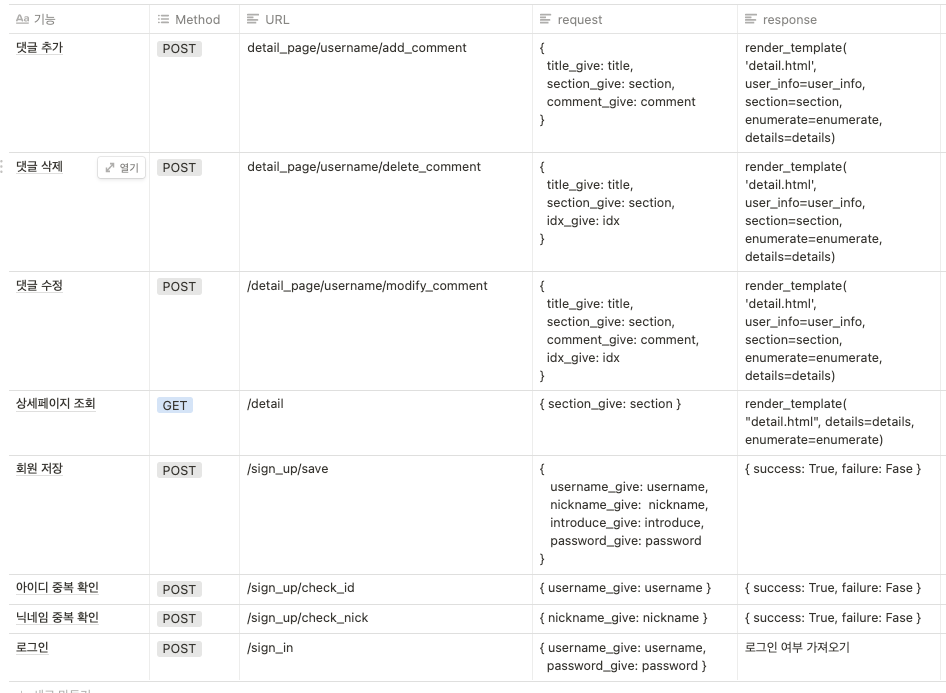 Aa 기능 Method URL request response
댓글 추가 POST detail_page/username/add_comment { render_template(
title_give: title, 'detail.html',
section_give: section, user_info=user_info,
comment_give: comment section=section,
} enumerate=enumerate,
details=details)
댓글 삭제 열기 POST detail_page/username/delete_comment { render_template(
title_give: title, 'detail.html',
section_give: section, user_info=user_info,
idx_give: idx section=section,
} enumerate=enumerate,
details=details)
댓글 수정 POST /detail_page/username/modify_comment { render_template(
title_give: title, 'detail.html',
section_give: section, user_info=user_info,
comment_give: comment, section=section,
idx_give: idx enumerate=enumerate,
} details=details)
상세페이지 조회 GET /detail { section_give: section } render_template(
"detail.html", details=details,
enumerate=enumerate)
회원 저장 POST /sign_up/save { { success: True, failure: Fase }
username_give: username,
nickname_give: nickname,
introduce_give: introduce,
password_give: password
}
아이디 중복 확인 POST /sign_up/check_id { username_give: username } { success: True, failure: Fase }
닉네임 중복 확인 POST /sign_up/check_nick { nickname_give: nickname } { success: True, failure: Fase }
로그인 POST /sign_in { username_give: username, 로그인 여부 가져오기
password_give: password }